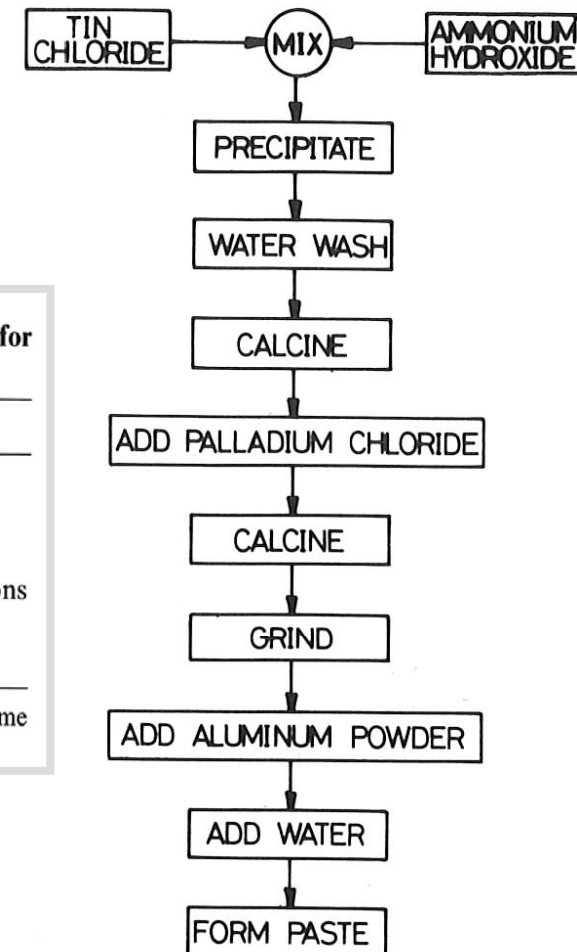 TIN
CHLORIDE
MIX
AMMONIUM
HYDROXIDE
PRECIPITATE
WATER WASH
CALCINE
for
ADD PALLADIUM CHLORIDE
CALCINE
ons
GRIND
me
ADD ALUMINUM POWDER
ADD WATER
FORM PASTE